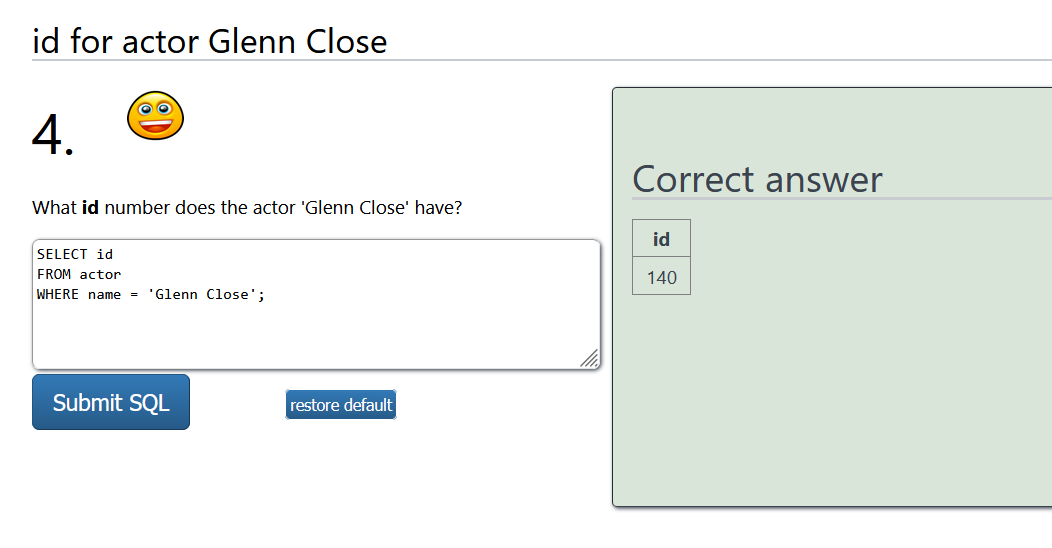 id for actor Glenn Close
4.
What id number does the actor 'Glenn Close' have?
SELECT id
FROM actor
WHERE name = 'Glenn Close';
Submit SQL
restore default
Correct answer
id
140